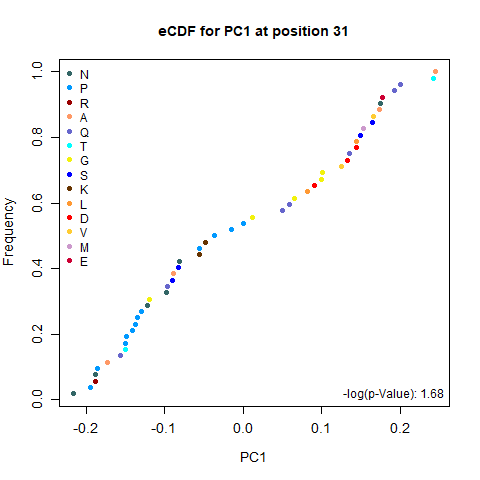 eCDF for PC1 at position 31
Frequency
1.0
0.8
0.6
0.4
0.2
0.0
N
P
R
A
Q
T
G
S
K
L
D
V
M
E
-log(p-Value): 1.68
-0.2
-0.1
0.0
0.1
0.2
PC1